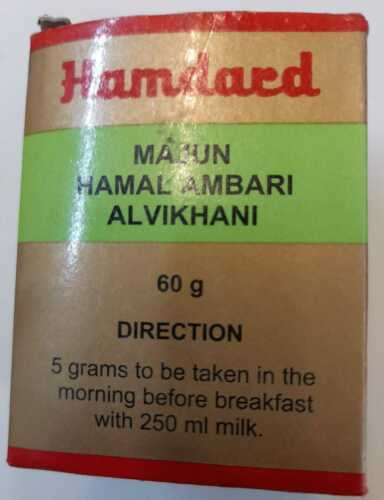 Hamdard
MAJUN
HAMAL AMBARI
ALVIKHANI
60 g
DIRECTION
5 grams to be taken in the
morning before breakfast
with 250 ml milk.